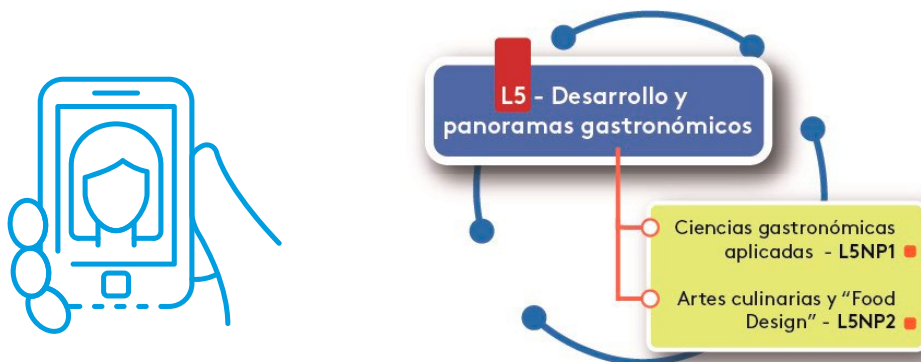 L5 - Desarrollo y
panoramas gastronómicos
Ciencias gastronómicas
aplicadas - L5NP1
Artes culinarias y “Food
Design” - L5NP2